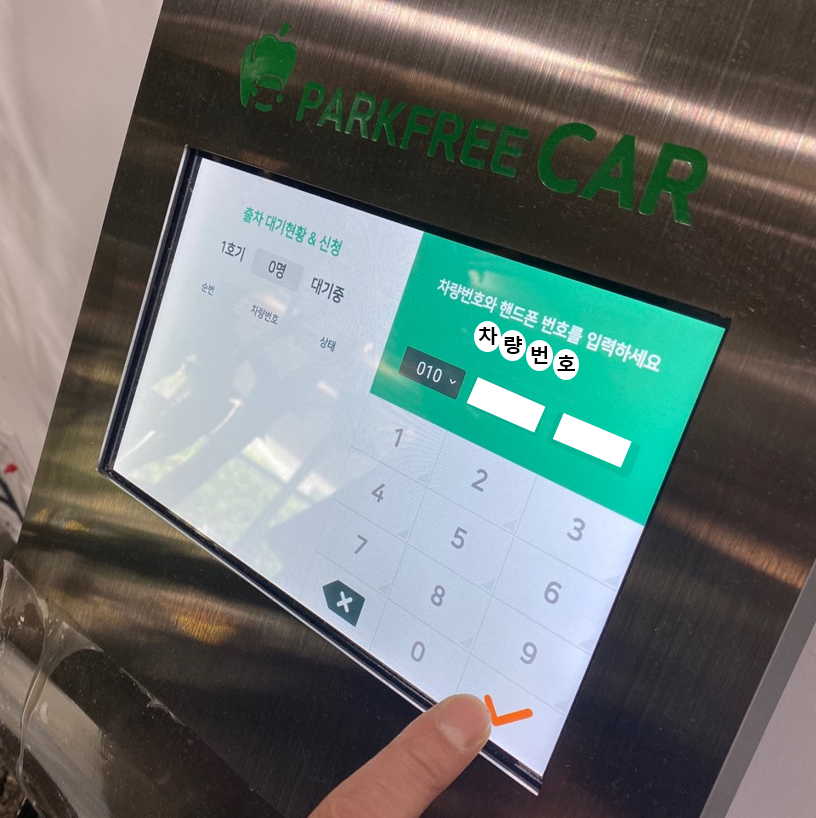 PARKFREE CAR
출차 대기현황 & 신청
1호기 0명 대기중
순번 차량번호 상태
차량번호와 핸드폰 번호를 입력하세요
차량번호
010
1 2 3
4 5 6
7 8 9
0